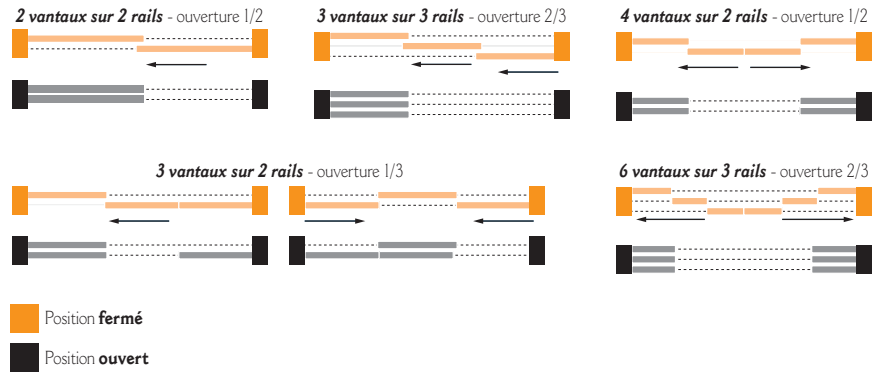 2 vantaux sur 2 rails - ouverture 1/2
3 vantaux sur 3 rails - ouverture 2/3
4 vantaux sur 2 rails - ouverture 1/2
3 vantaux sur 2 rails - ouverture 1/3
6 vantaux sur 3 rails - ouverture 2/3
Position fermé
Position ouvert